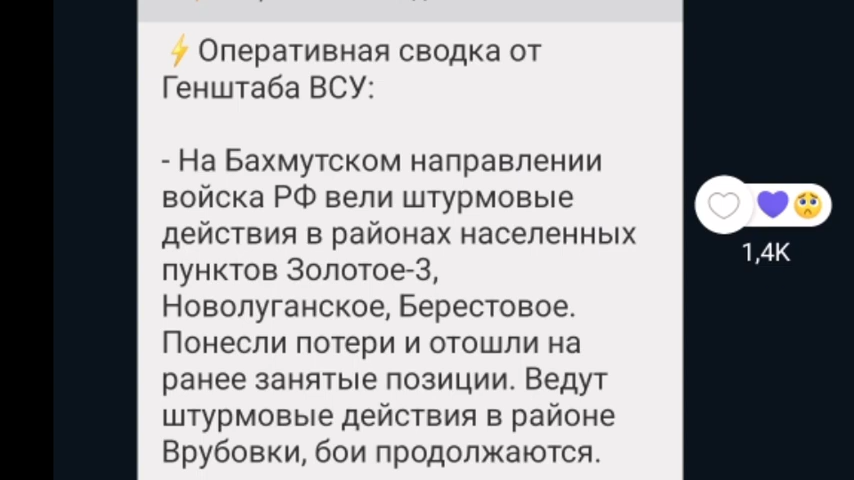 ⚡Оперативная сводка от
Генштаба ВСУ:
- На Бахмутском направлении
войска РФ вели штурмовые
действия в районах населенных
пунктов Золотое-3,
Новолуганское, Берестовое.
Понесли потери и отошли на
ранее занятые позиции. Ведут
штурмовые действия в районе
Врубовки, бои продолжаются.
1,4K